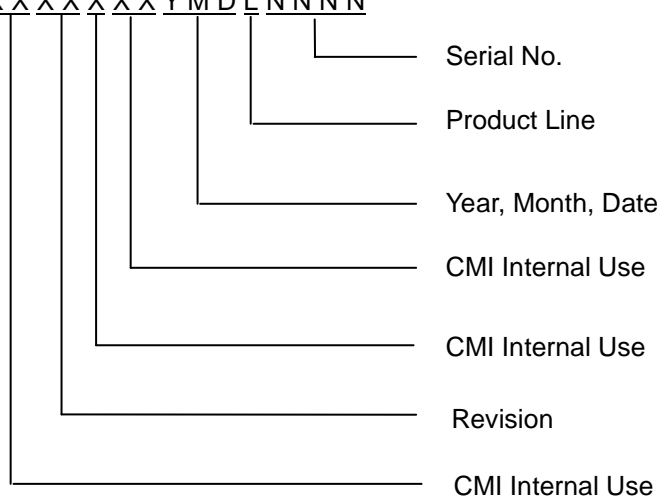 X X X X X X X Y M D L N N N N
Serial No.
Product Line
Year, Month, Date
CMI Internal Use
CMI Internal Use
Revision
CMI Internal Use